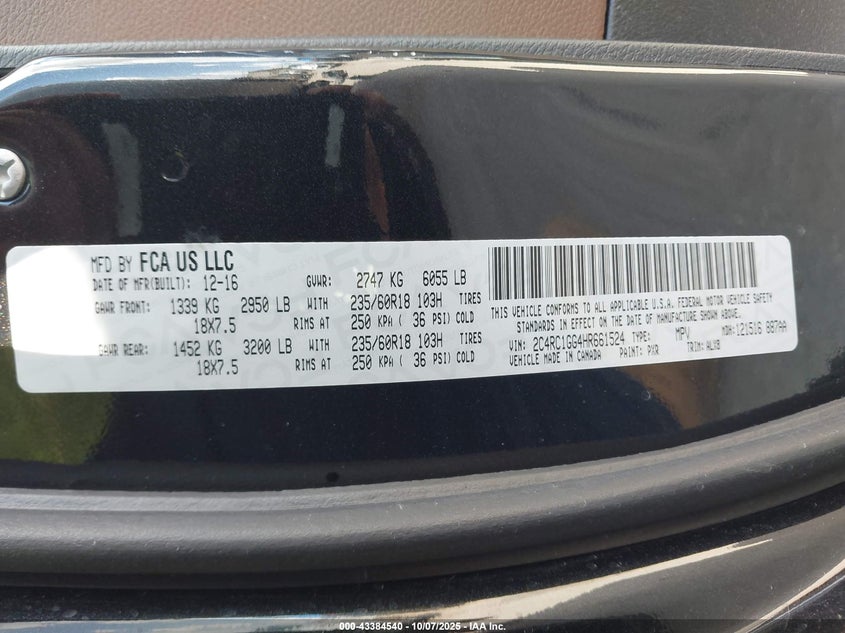 MFD BY FCA US LLC
DATE OF MFR(BUILT): 12-16 GVWR: 2747 KG 6055 LB
GAWR FRONT: 1339 KG 2950 LB WITH 235/60R18 103H TIRES
18X7.5 RIMS AT 250 KPA ( 36 PSI) COLD
GAWR REAR: 1452 KG 3200 LB WITH 235/60R18 103H TIRES
18X7.5 RIMS AT 250 KPA ( 36 PSI) COLD
THIS VEHICLE CONFORMS TO ALL APPLICABLE U.S.A. FEDERAL MOTOR VEHICLE SAFETY
STANDARDS IN EFFECT ON THE DATE OF MANUFACTURE SHOWN ABOVE.
VIN: 2C4RC1GG4HR661524 TYPE: MPV MDH: 121516 887AA
MADE IN CANADA PAINT: PXR TRIM: ALX8
000-43384540 - 10/07/2025 - IAA Inc.